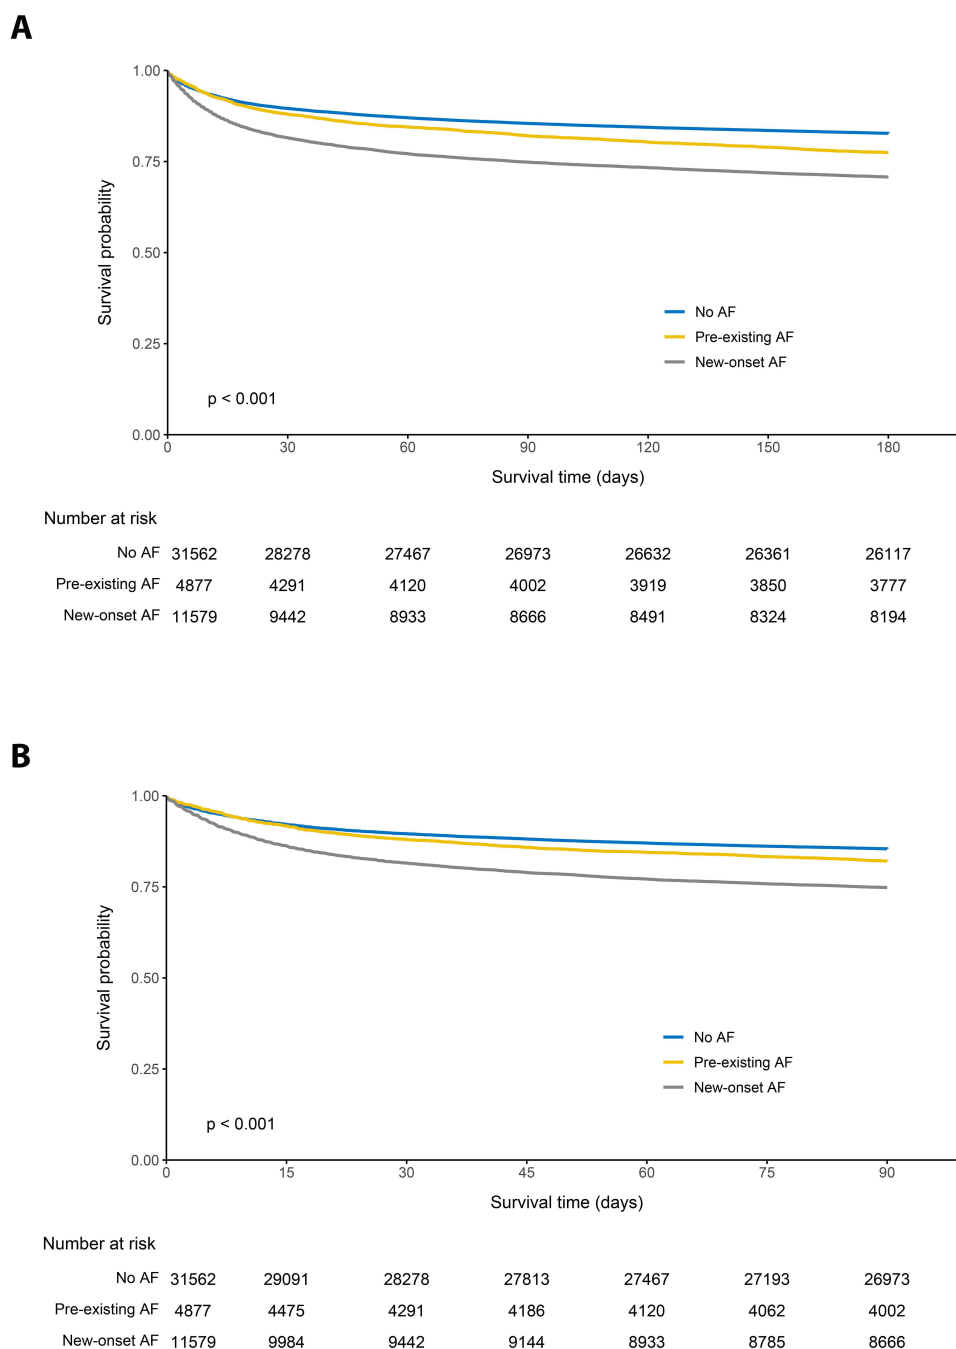 A
1.00
0.75
0.50
0.25
0.00
Survival probability
No AF
Pre-existing AF
New-onset AF
p < 0.001
0 30 60 90 120 150 180
Survival time (days)
Number at risk
No AF 31562 28278 27467 26973 26632 26361 26117
Pre-existing AF 4877 4291 4120 4002 3919 3850 3777
New-onset AF 11579 9442 8933 8666 8491 8324 8194
B
1.00
0.75
0.50
0.25
0.00
Survival probability
No AF
Pre-existing AF
New-onset AF
p < 0.001
0 15 30 45 60 75 90
Survival time (days)
Number at risk
No AF 31562 29091 28278 27813 27467 27193 26973
Pre-existing AF 4877 4475 4291 4186 4120 4062 4002
New-onset AF 11579 9984 9442 9144 8933 8785 8666